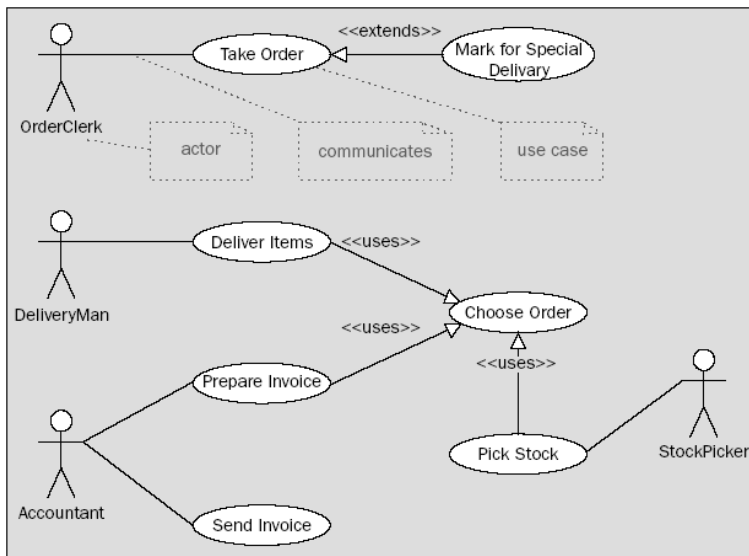 <<extends>>
Take Order
Mark for Special
Delivary
OrderClerk
actor
communicates
use case
Deliver Items
<<uses>>
DeliveryMan
Choose Order
<<uses>>
<<uses>>
Prepare Invoice
Pick Stock
StockPicker
Accountant
Send Invoice